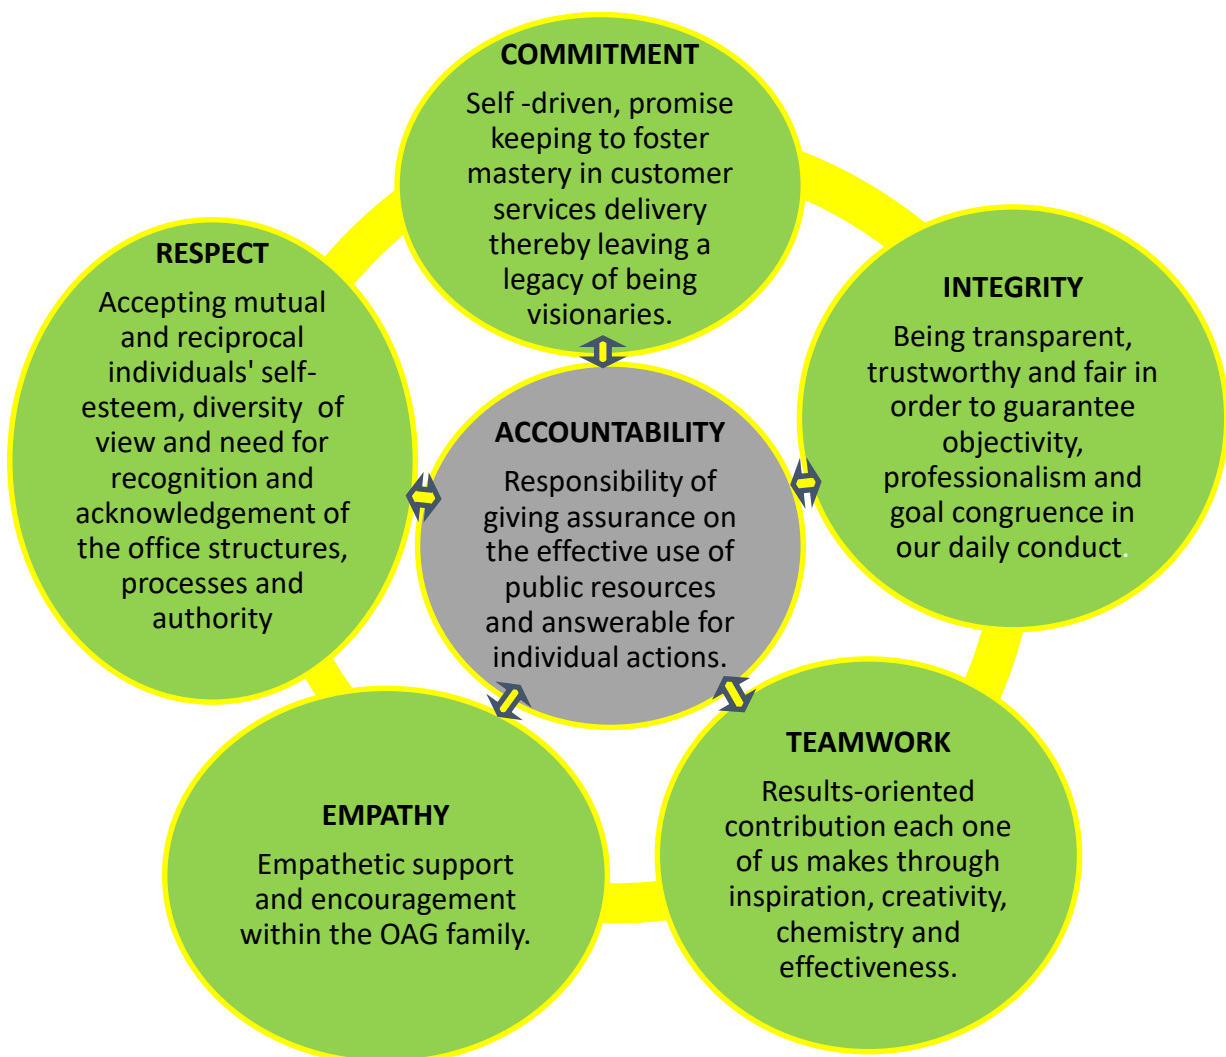 COMMITMENT
Self -driven, promise
keeping to foster
mastery in customer
services delivery
thereby leaving a
legacy of being
visionaries.
INTEGRITY
Being transparent,
trustworthy and fair in
order to guarantee
objectivity,
professionalism and
goal congruence in
our daily conduct.
TEAMWORK
Results-oriented
contribution each one
of us makes through
inspiration, creativity,
chemistry and
effectiveness.
EMPATHY
Empathetic support
and encouragement
within the OAG family.
RESPECT
Accepting mutual
and reciprocal
individuals' self-
esteem, diversity  of
view and need for
recognition and
acknowledgement of
the office structures,
processes and
authority
ACCOUNTABILITY
Responsibility of
giving assurance on
the effective use of
public resources
and answerable for
individual actions.